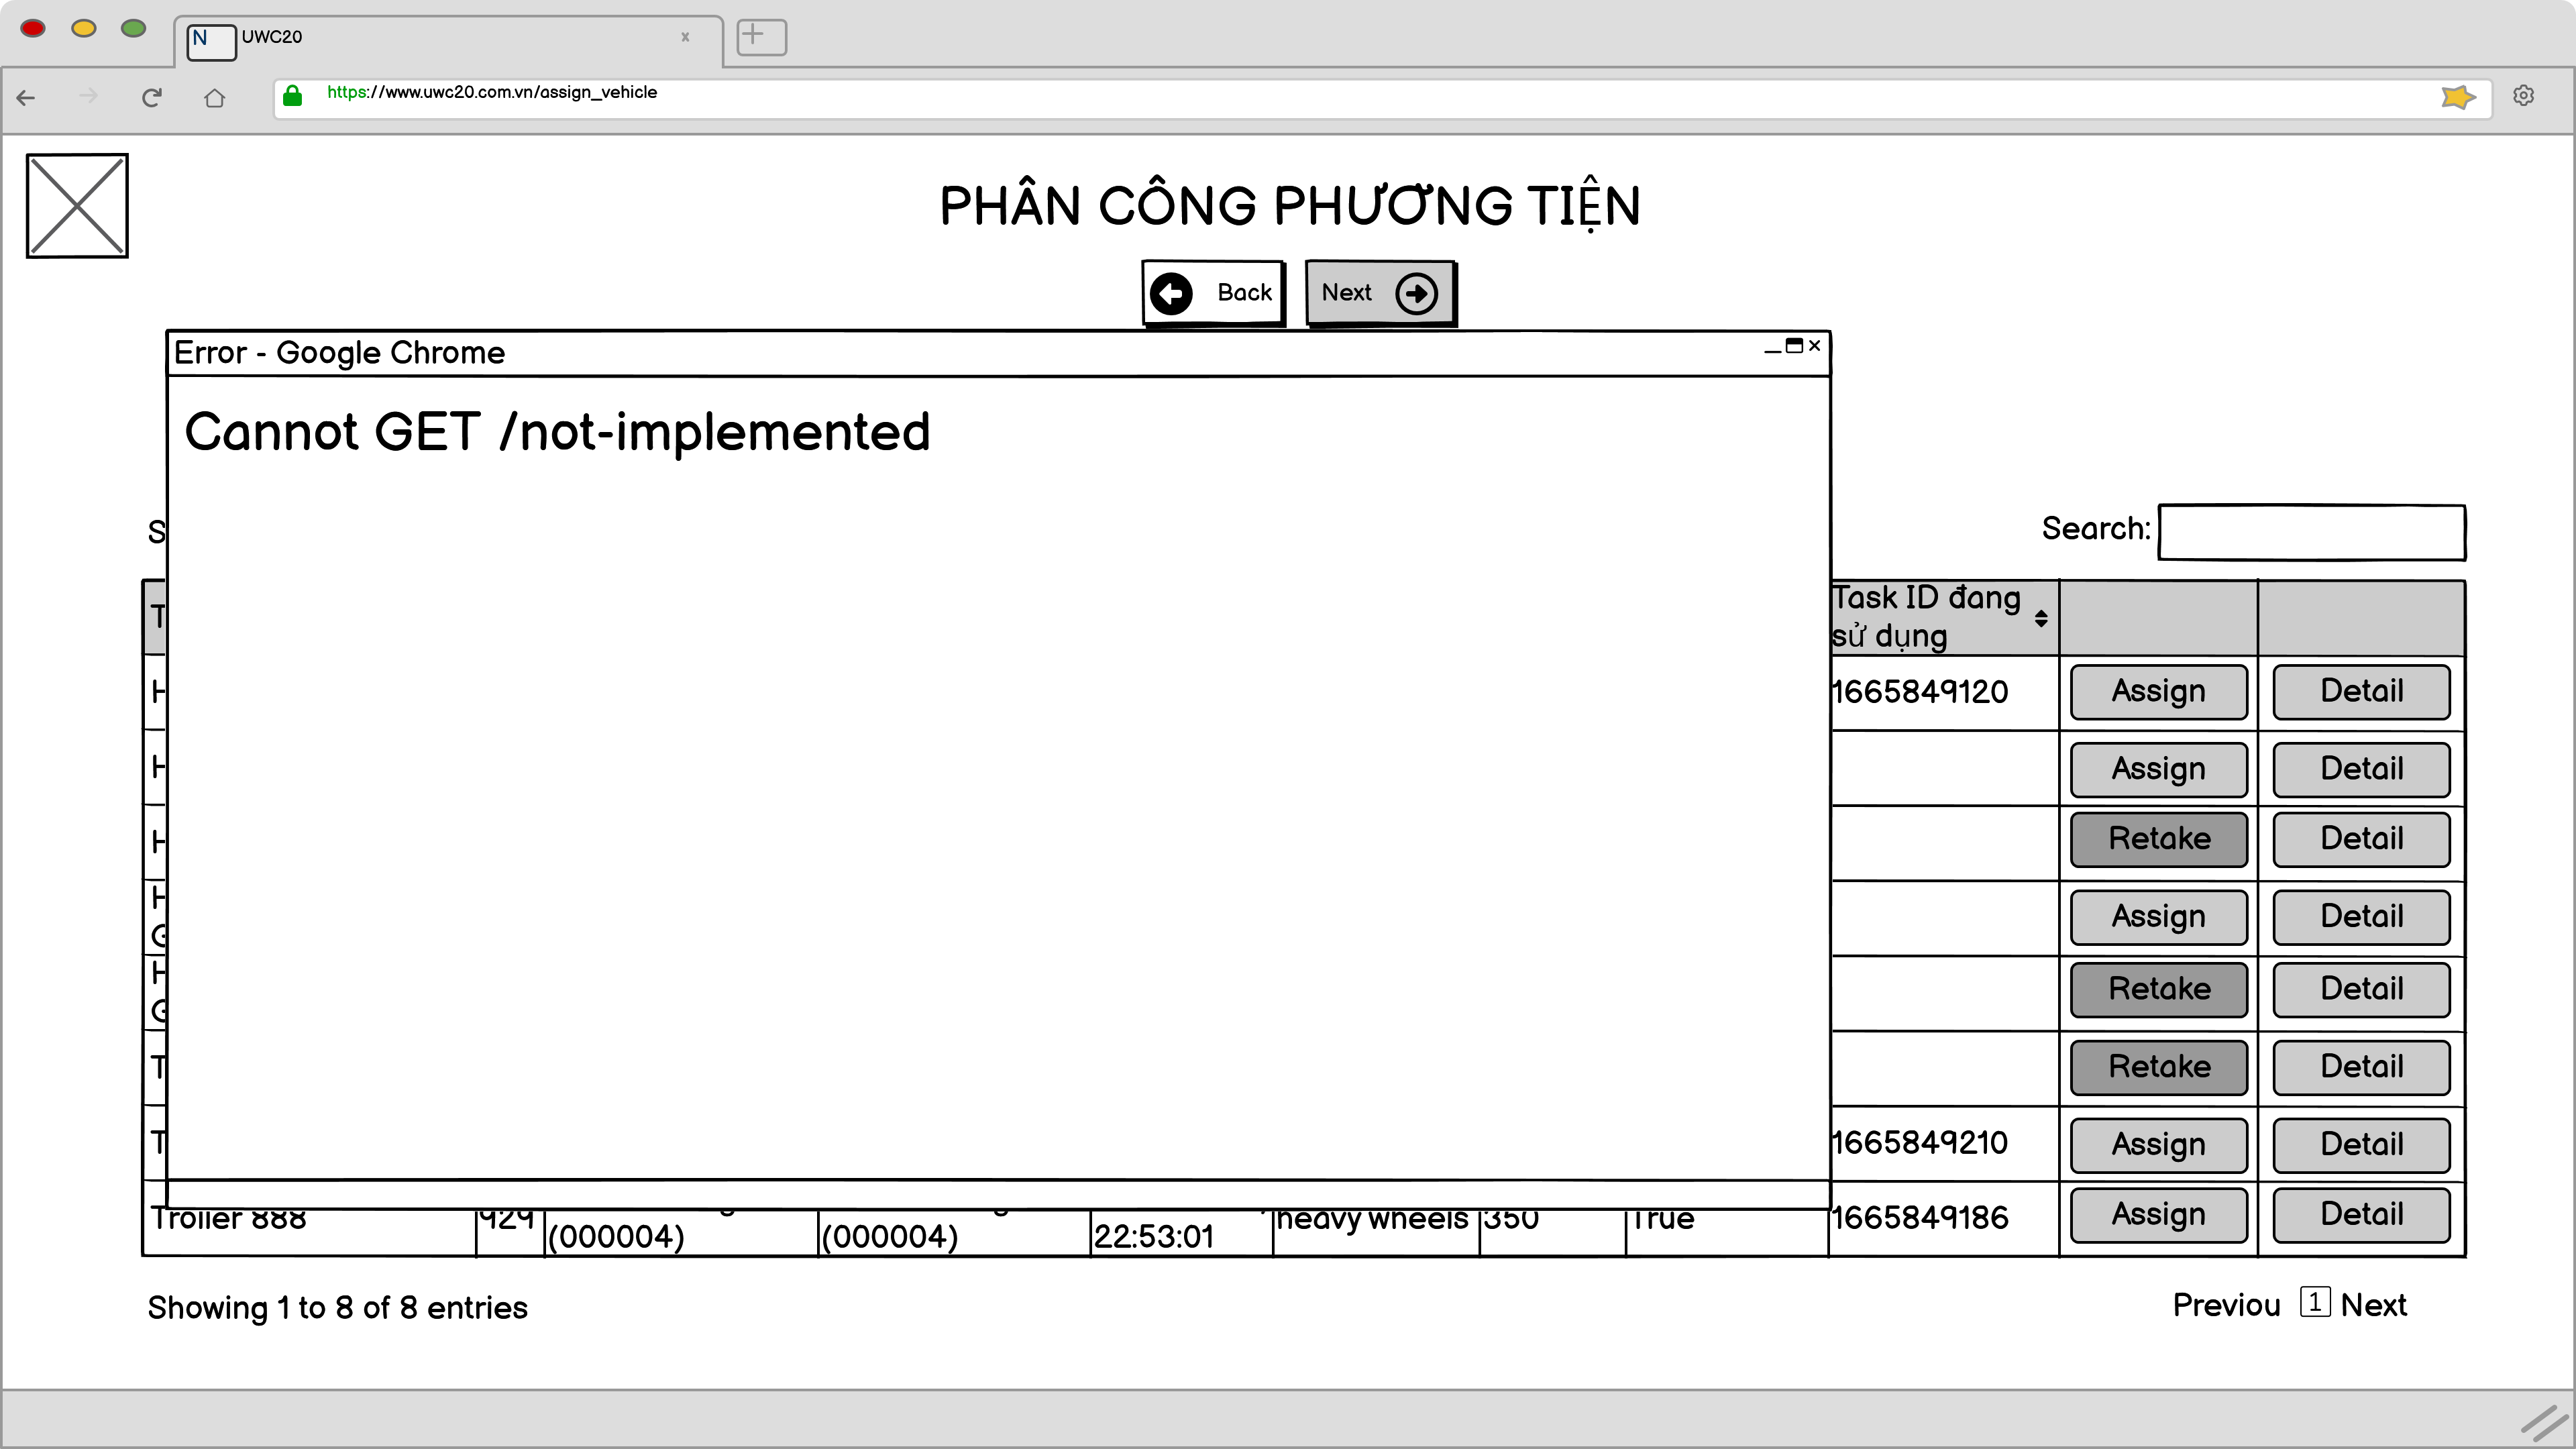 N UWC20 x
https://www.uwc20.com.vn/assign_vehicle
PHÂN CÔNG PHƯƠNG TIỆN
Back Next
Error - Google Chrome
Cannot GET /not-implemented
Search:
Task ID đang
sử dụng
1665849120 Assign Detail
Assign Detail
Retake Detail
Assign Detail
Retake Detail
Retake Detail
1665849210 Assign Detail
Troller 888 929 heavy wheels 350 True 1665849186 Assign Detail
(000004) (000004) 22:53:01
Showing 1 to 8 of 8 entries
Previou 1 Next